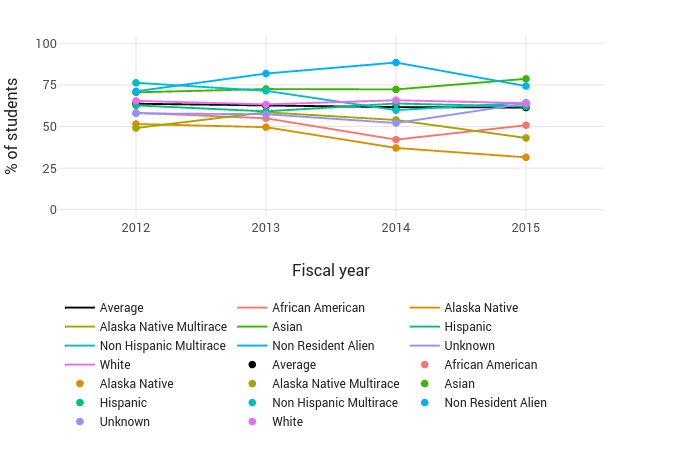 100
75
50
25
0
% of students
2012 2013 2014 2015
Fiscal year
Average African American Alaska Native
Alaska Native Multirace Asian Hispanic
Non Hispanic Multirace Non Resident Alien Unknown
White Average African American
Alaska Native Alaska Native Multirace Asian
Hispanic Non Hispanic Multirace Non Resident Alien
Unknown White